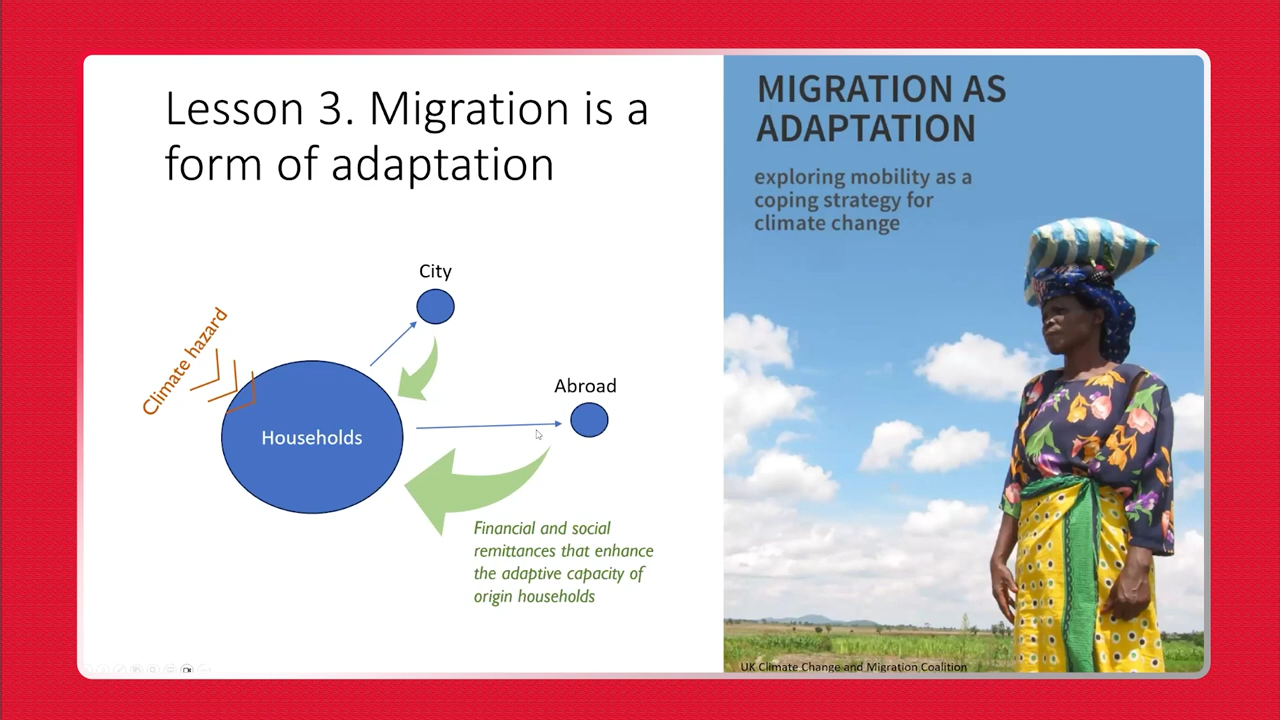 Lesson 3. Migration is a
form of adaptation
City
Climate hazard
Abroad
Households
Financial and social
remittances that enhance
the adaptive capacity of
origin households
MIGRATION AS
ADAPTATION
exploring mobility as a
coping strategy for
climate change
UK Climate Change and Migration Coalition